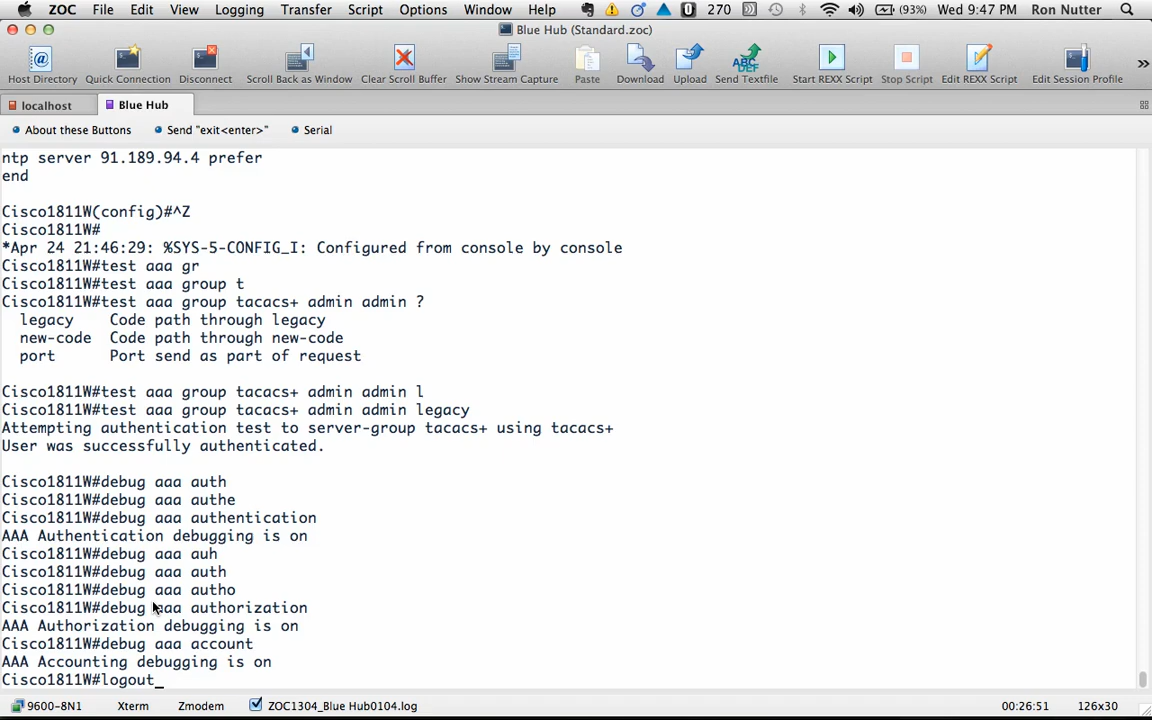 ZOC File Edit View Logging Transfer Script Options Window Help 270 (93%) Wed 9:47 PM Ron Nutter
Blue Hub (Standard.zoc)
Host Directory Quick Connection Disconnect Scroll Back as Window Clear Scroll Buffer Show Stream Capture Paste Download Upload Send Textfile Start REXX Script Stop Script Edit REXX Script Edit Session Profile
localhost Blue Hub
About these Buttons Send "exit<enter>" Serial
ntp server 91.189.94.4 prefer
end
Cisco1811W(config)#^Z
Cisco1811W#
*Apr 24 21:46:29: %SYS-5-CONFIG_I: Configured from console by console
Cisco1811W#test aaa gr
Cisco1811W#test aaa group t
Cisco1811W#test aaa group tacacs+ admin admin ?
legacy Code path through legacy
new-code Code path through new-code
port Port send as part of request
Cisco1811W#test aaa group tacacs+ admin admin l
Cisco1811W#test aaa group tacacs+ admin admin legacy
Attempting authentication test to server-group tacacs+ using tacacs+
User was successfully authenticated.
Cisco1811W#debug aaa auth
Cisco1811W#debug aaa authe
Cisco1811W#debug aaa authentication
AAA Authentication debugging is on
Cisco1811W#debug aaa auh
Cisco1811W#debug aaa auth
Cisco1811W#debug aaa autho
Cisco1811W#debug aaa authorization
AAA Authorization debugging is on
Cisco1811W#debug aaa account
AAA Accounting debugging is on
Cisco1811W#logout_
9600-8N1 Xterm Zmodem ZOC1304_Blue Hub0104.log 00:26:51 126x30